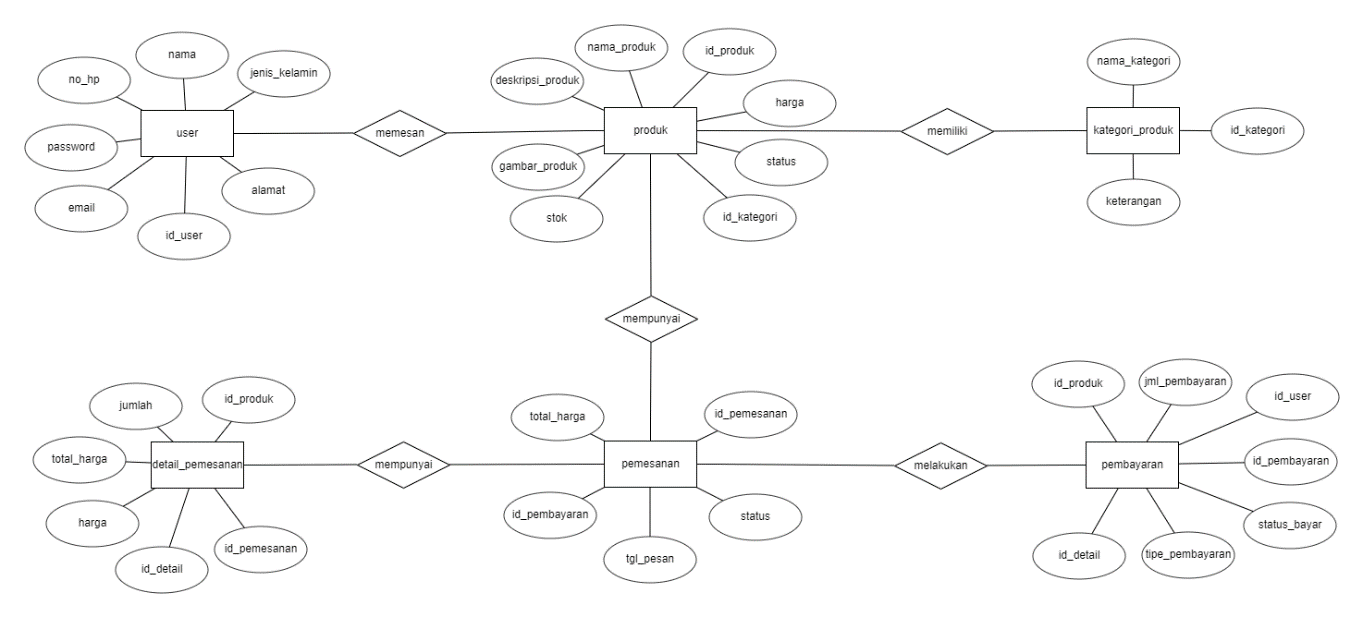 nama
no_hp
jenis_kelamin
user
password
email
id_user
alamat
memesan
nama_produk
id_produk
deskripsi_produk
harga
produk
gambar_produk
status
stok
id_kategori
memiliki
nama_kategori
kategori_produk
id_kategori
keterangan
mempunyai
jumlah
id_produk
total_harga
detail_pemesanan
harga
id_detail
id_pemesanan
mempunyai
total_harga
id_pemesanan
pemesanan
id_pembayaran
status
tgl_pesan
melakukan
id_produk
jml_pembayaran
id_user
pembayaran
id_pembayaran
status_bayar
id_detail
tipe_pembayaran